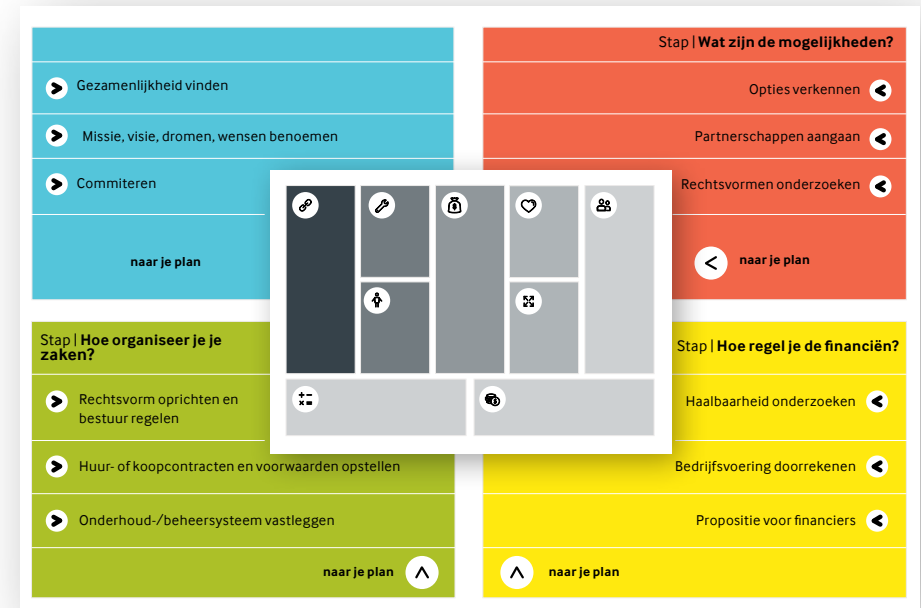 Gezamenlijkheid vinden
Missie, visie, dromen, wensen benoemen
Commiteren
naar je plan
Stap | Wat zijn de mogelijkheden?
Opties verkennen
Partnerschappen aangaan
Rechtsvormen onderzoeken
naar je plan
Stap | Hoe organiseer je je
zaken?
Rechtsvorm oprichten en
bestuur regelen
Huur- of koopcontracten en voorwaarden opstellen
Onderhoud-/beheersysteem vastleggen
naar je plan
Stap | Hoe regel je de financiën?
Haalbaarheid onderzoeken
Bedrijfsvoering doorrekenen
Propositie voor financiers
naar je plan